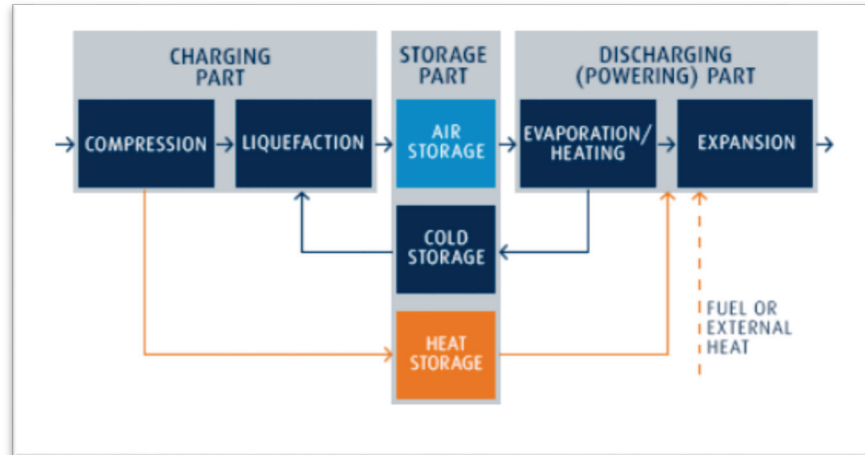 CHARGING
PART
STORAGE
PART
DISCHARGING
(POWERING) PART
COMPRESSION
LIQUEFACTION
AIR
STORAGE
EVAPORATION/
HEATING
EXPANSION
COLD
STORAGE
HEAT
STORAGE
FUEL OR
EXTERNAL
HEAT